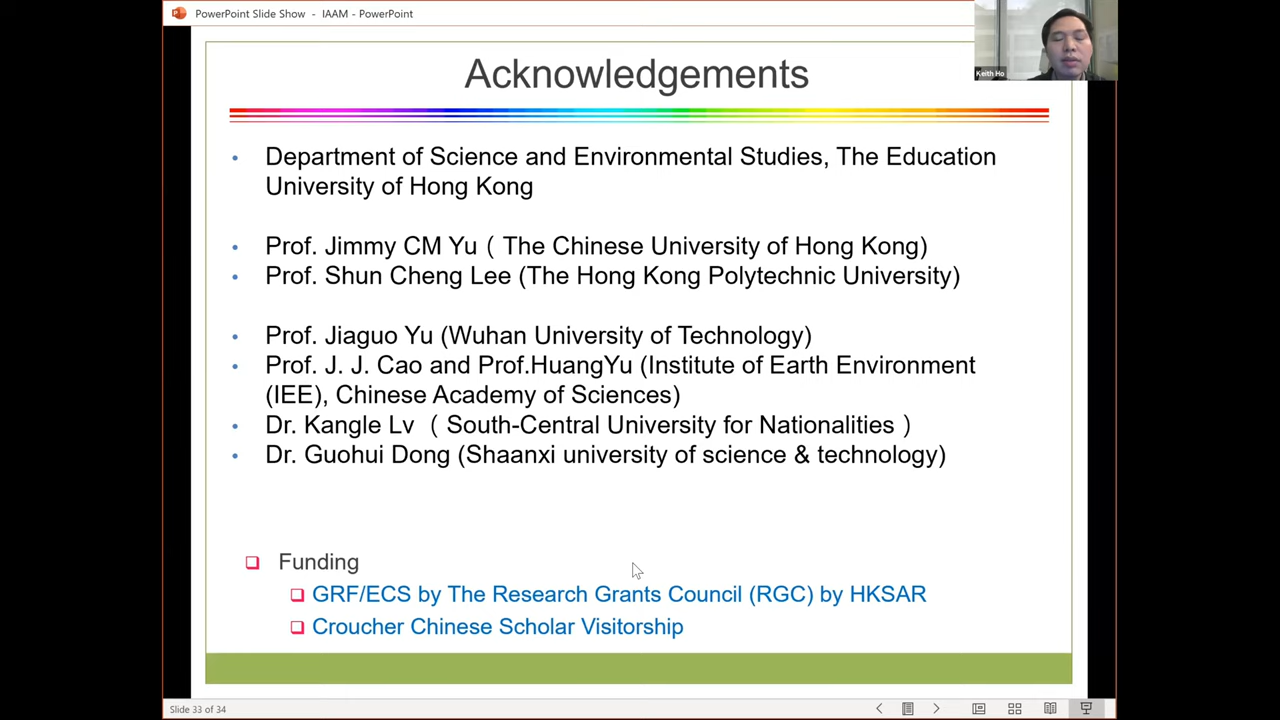 PowerPoint Slide Show - IAAM - PowerPoint
Keith Ho
Acknowledgements
• Department of Science and Environmental Studies, The Education
University of Hong Kong
• Prof. Jimmy CM Yu（The Chinese University of Hong Kong)
• Prof. Shun Cheng Lee (The Hong Kong Polytechnic University)
• Prof. Jiaguo Yu (Wuhan University of Technology)
• Prof. J. J. Cao and Prof.HuangYu (Institute of Earth Environment
(IEE), Chinese Academy of Sciences)
• Dr. Kangle Lv （South-Central University for Nationalities）
• Dr. Guohui Dong (Shaanxi university of science & technology)
❑ Funding
❑ GRF/ECS by The Research Grants Council (RGC) by HKSAR
❑ Croucher Chinese Scholar Visitorship
Slide 33 of 34